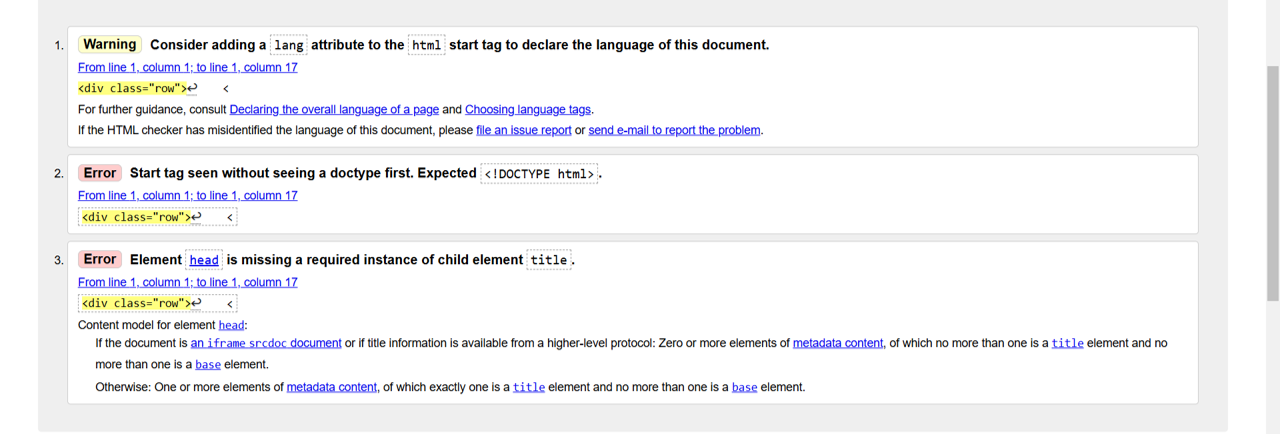 1. Warning Consider adding a lang attribute to the html start tag to declare the language of this document.
From line 1, column 1; to line 1, column 17
<div class="row">↩    <
For further guidance, consult Declaring the overall language of a page and Choosing language tags.
If the HTML checker has misidentified the language of this document, please file an issue report or send e-mail to report the problem.
2. Error Start tag seen without seeing a doctype first. Expected <!DOCTYPE html>.
From line 1, column 1; to line 1, column 17
<div class="row">↩    <
3. Error Element head is missing a required instance of child element title.
From line 1, column 1; to line 1, column 17
<div class="row">↩    <
Content model for element head:
If the document is an iframe srcdoc document or if title information is available from a higher-level protocol: Zero or more elements of metadata content, of which no more than one is a title element and no
more than one is a base element.
Otherwise: One or more elements of metadata content, of which exactly one is a title element and no more than one is a base element.